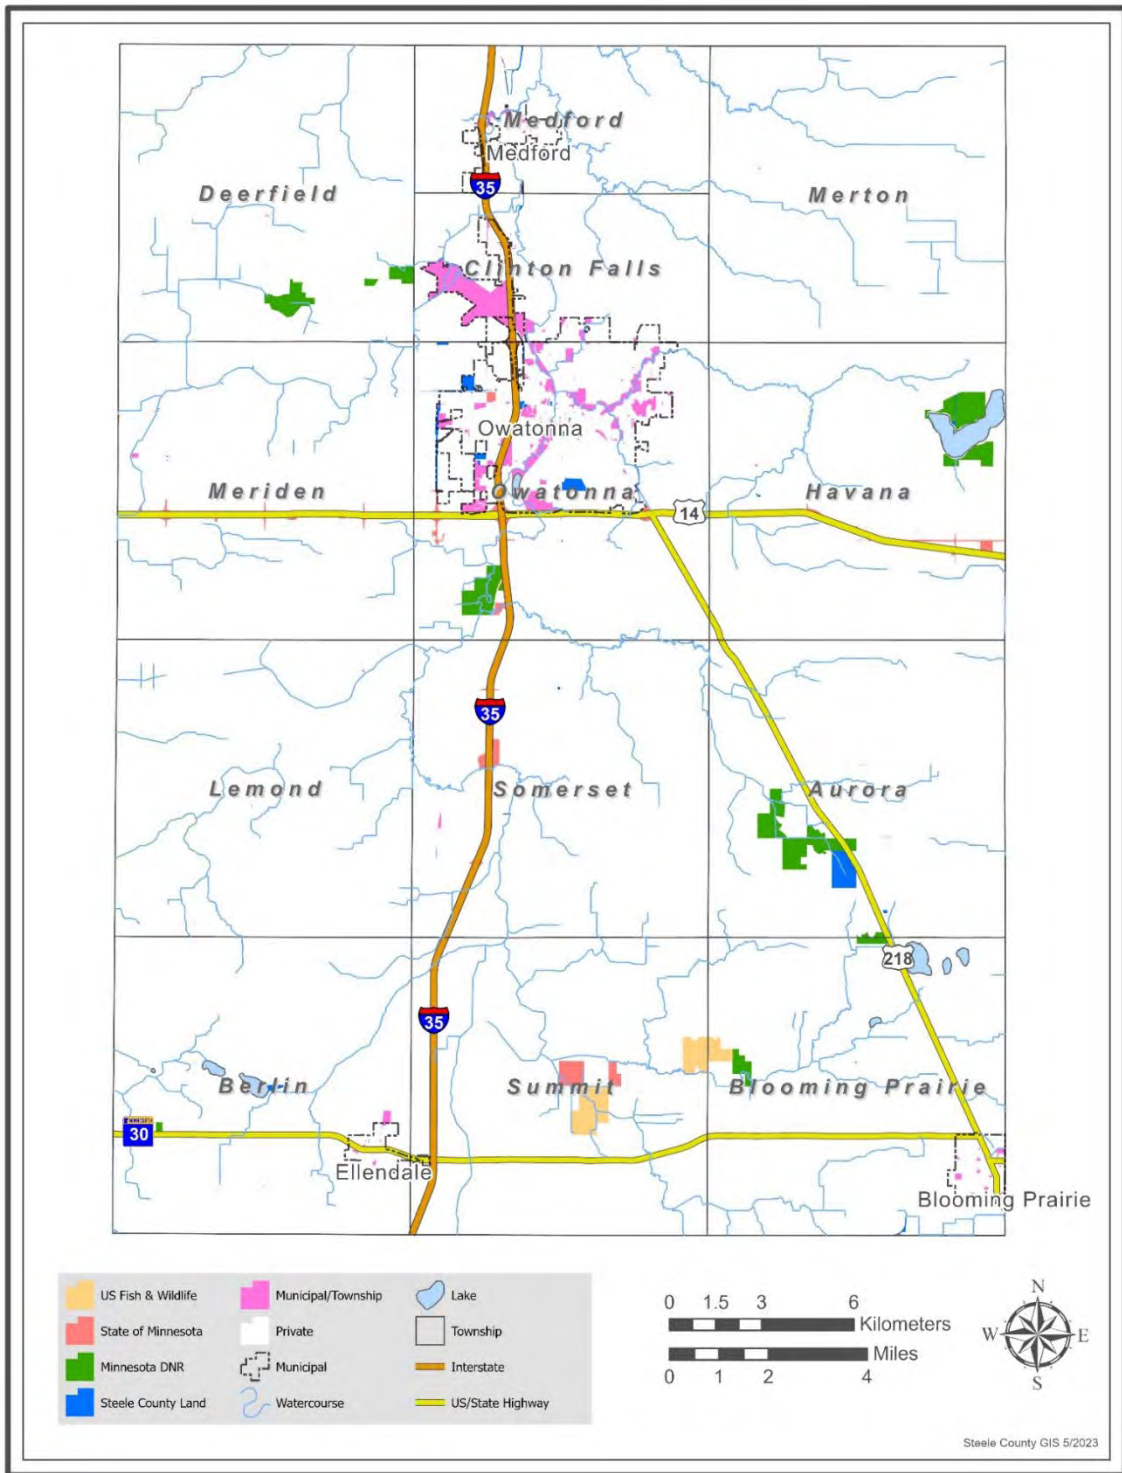 Medford
Medford
35
Deerfield
Merton
Clinton Falls
Owatonna
Meriden
Owatonna
Havana
14
35
Lemond
Somerset
Aurora
218
35
Berlin
Summit
Blooming Prairie
30
Ellendale
Blooming Prairie
US Fish & Wildlife
State of Minnesota
Minnesota DNR
Steele County Land
Municipal/Township
Private
Municipal
Watercourse
Lake
Township
Interstate
US/State Highway
0 1.5 3 6
Kilometers
Miles
0 1 2 4
N
W E
S
Steele County GIS 5/2023